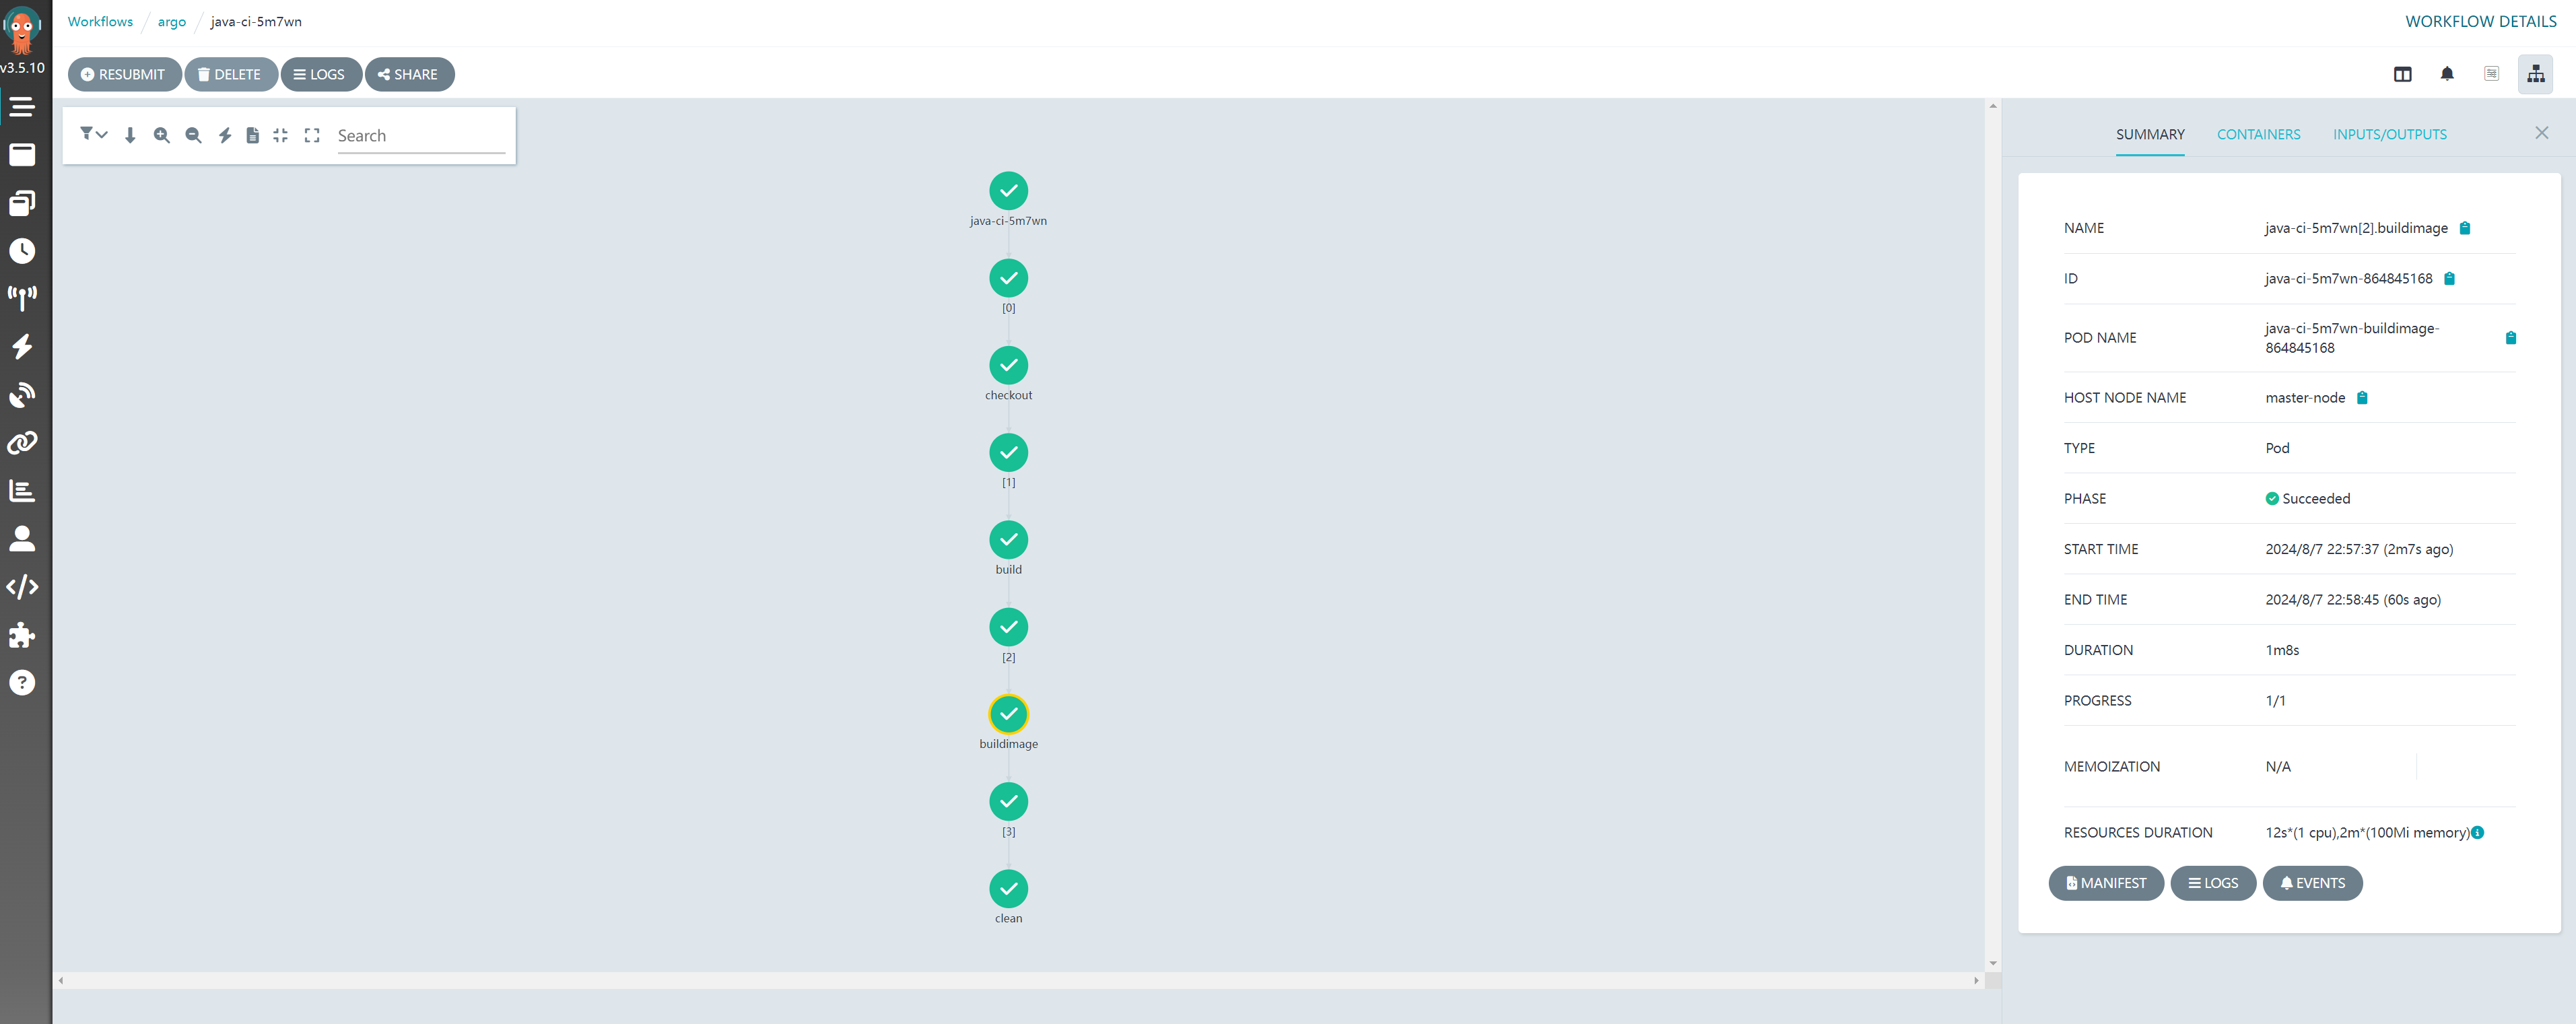 Workflows / argo / java-ci-5m7wn
WORKFLOW DETAILS
v3.5.10
RESUBMIT
DELETE
LOGS
SHARE
Search
java-ci-5m7wn
[0]
checkout
[1]
build
[2]
buildimage
[3]
clean
SUMMARY
CONTAINERS
INPUTS/OUTPUTS
NAME java-ci-5m7wn[2].buildimage
ID java-ci-5m7wn-864845168
POD NAME java-ci-5m7wn-buildimage-
864845168
HOST NODE NAME master-node
TYPE Pod
PHASE Succeeded
START TIME 2024/8/7 22:57:37 (2m7s ago)
END TIME 2024/8/7 22:58:45 (60s ago)
DURATION 1m8s
PROGRESS 1/1
MEMOIZATION N/A
RESOURCES DURATION 12s*(1 cpu),2m*(100Mi memory)
MANIFEST
LOGS
EVENTS